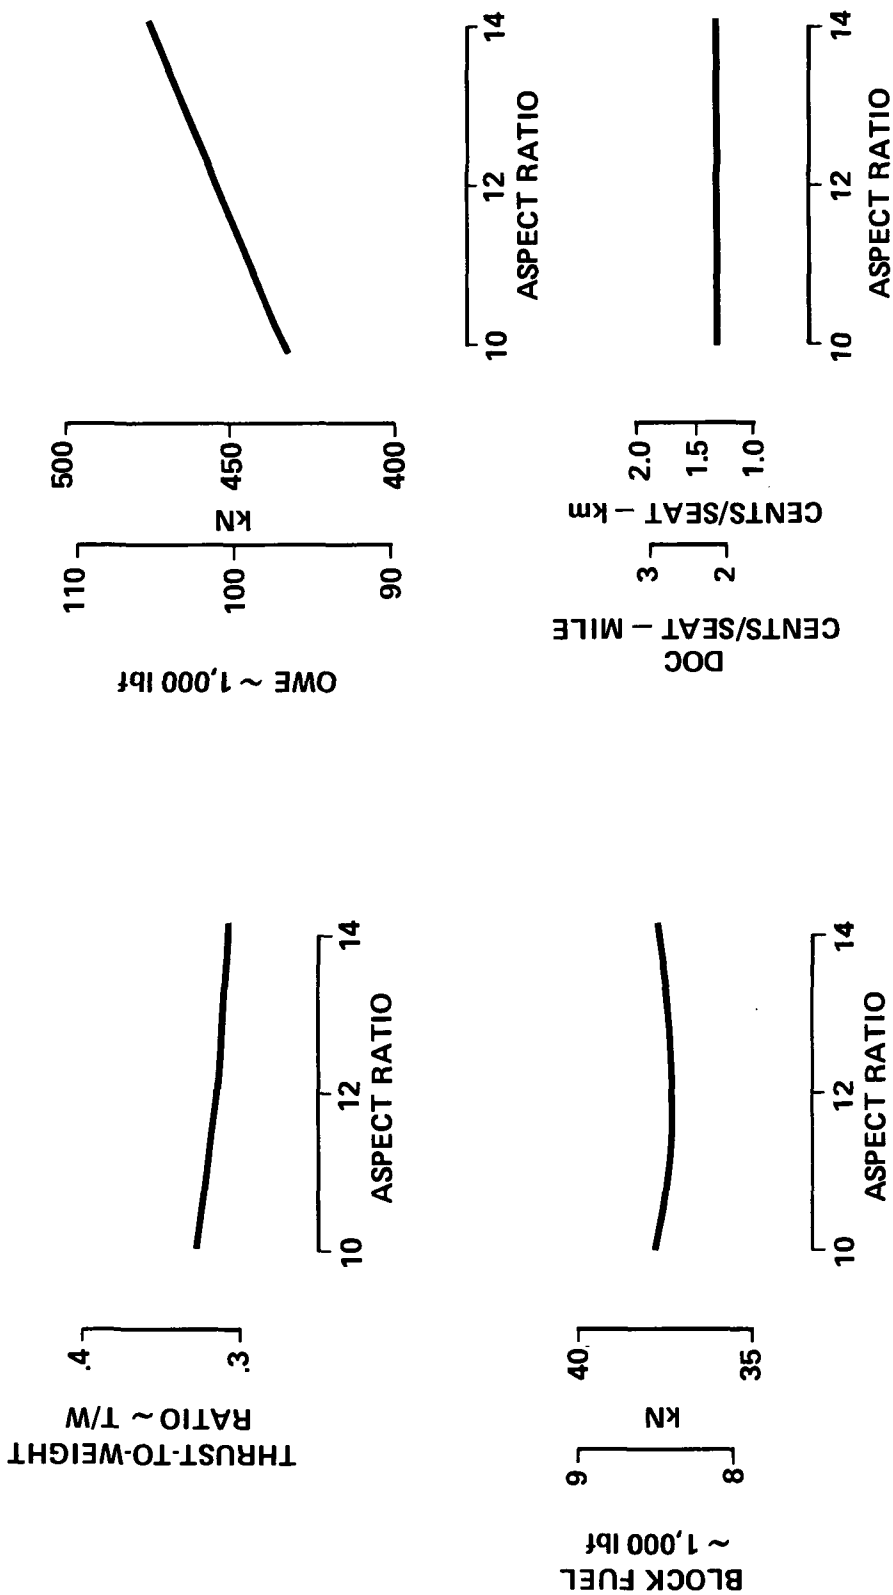 THRUST-TO-WEIGHT
RATIO ~ T/W
.4
.3
10
12
14
ASPECT RATIO
OWE ~ 1,000 lbf
110
100
90
kN
500
450
400
10
12
14
ASPECT RATIO
BLOCK FUEL
~ 1,000 lbf
9
8
kN
40
35
10
12
14
ASPECT RATIO
DOC
CENTS/SEAT – MILE
3
2
CENTS/SEAT – km
2.0
1.5
1.0
10
12
14
ASPECT RATIO